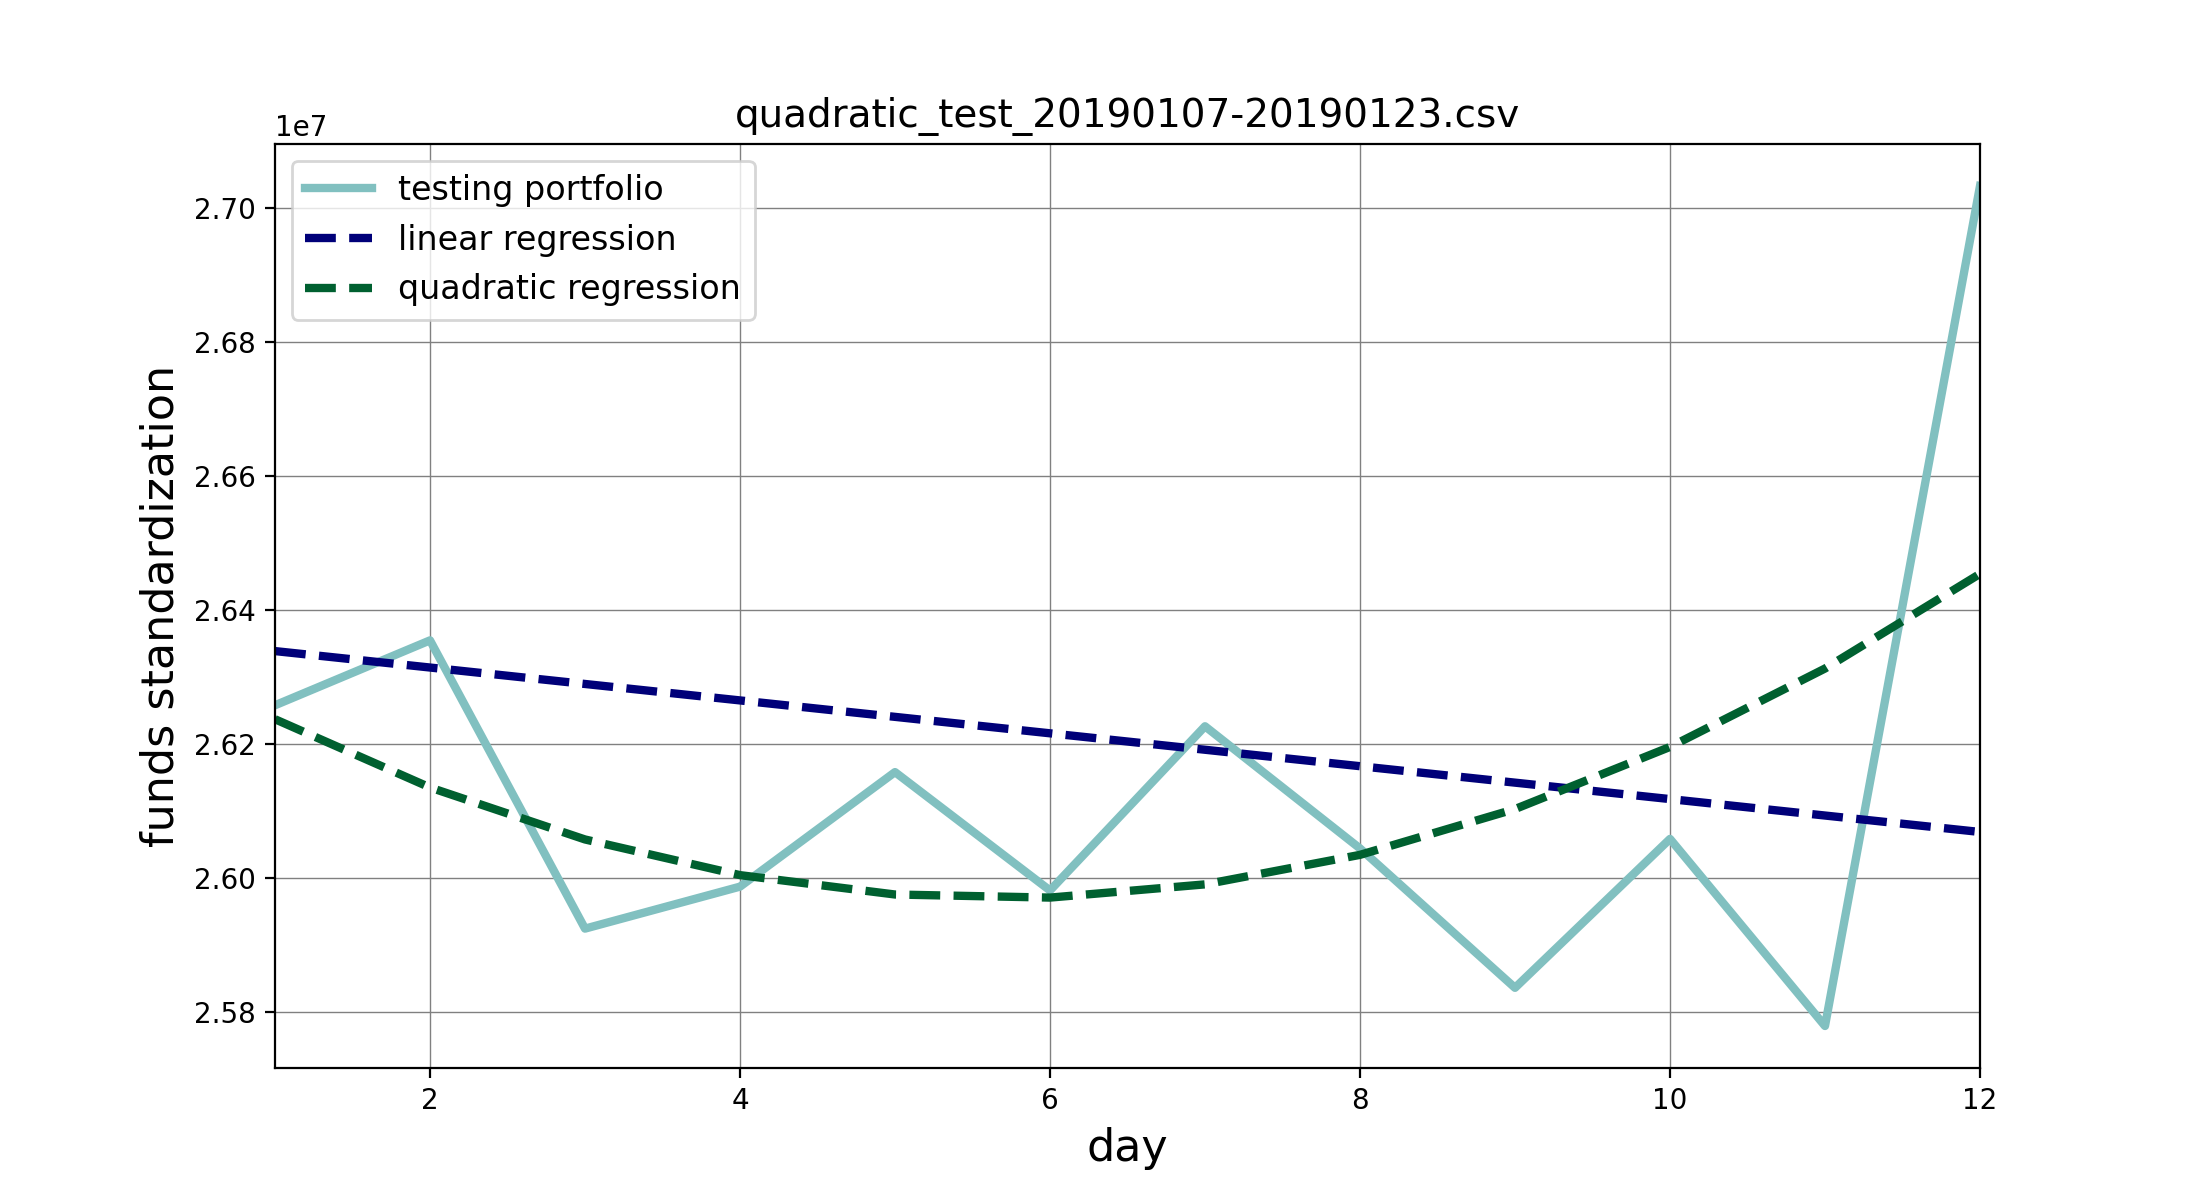 quadratic_test_20190107-20190123.csv
1e7
testing portfolio
linear regression
quadratic regression
2.70
2.68
2.66
2.64
2.62
2.60
2.58
funds standardization
2 4 6 8 10 12
day